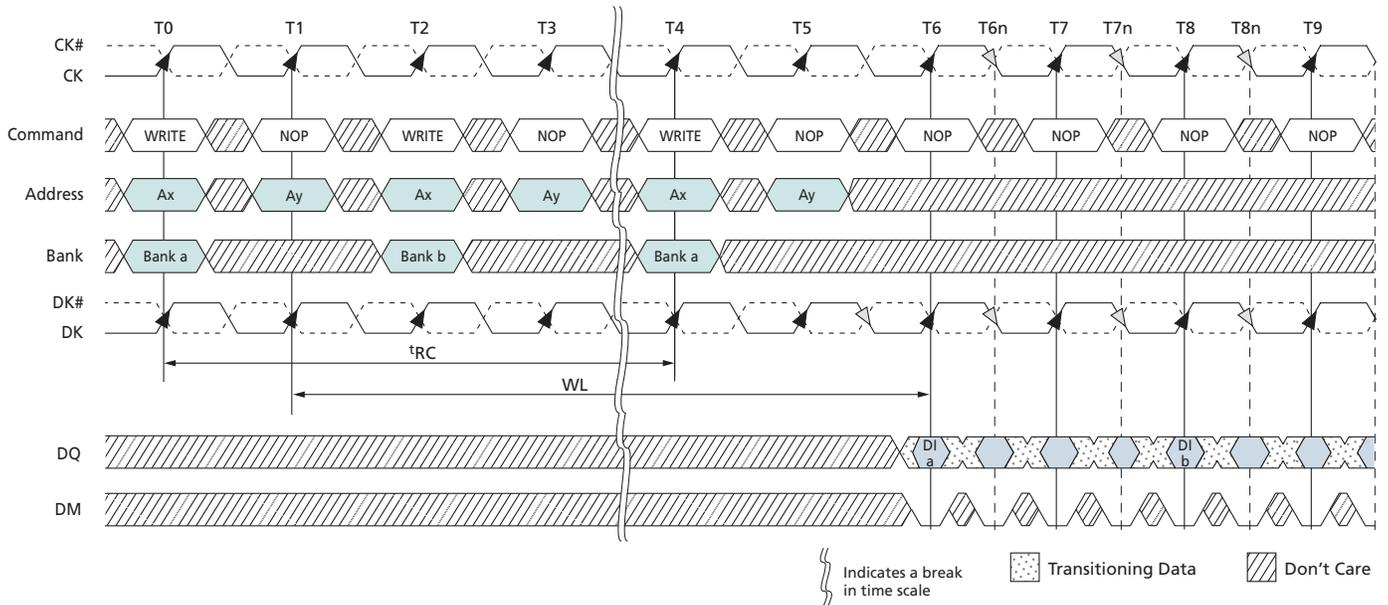 T0 T1 T2 T3 T4 T5 T6 T6n T7 T7n T8 T8n T9
CK#
CK
Command WRITE NOP WRITE NOP WRITE NOP NOP NOP NOP NOP
Address Ax Ay Ax Ay Ax Ay
Bank Bank a Bank b Bank a
DK#
DK
tRC
WL
DQ DI a DI b
DM
Indicates a break
in time scale
Transitioning Data
Don't Care